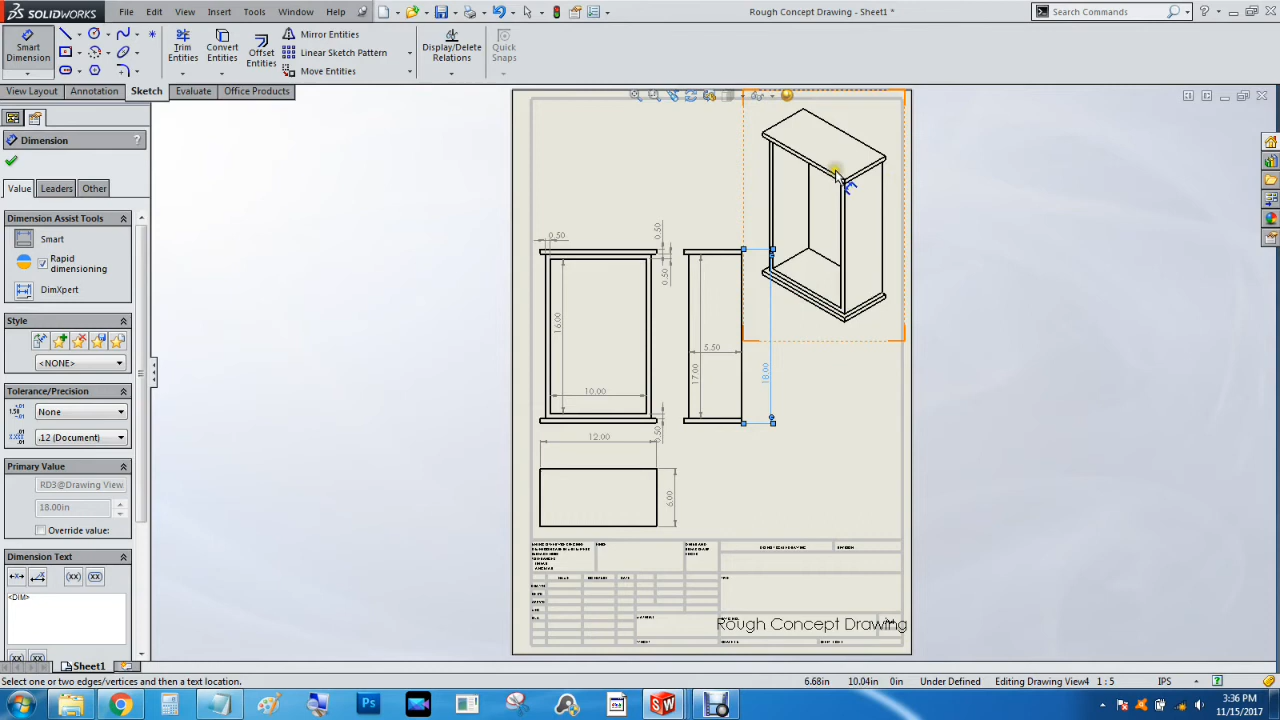 SOLIDWORKS
File Edit View Insert Tools Window Help
Rough Concept Drawing - Sheet1 *
Search Commands
Smart Dimension
Trim Entities
Convert Entities
Offset Entities
Mirror Entities
Linear Sketch Pattern
Move Entities
Display/Delete Relations
Quick Snaps
View Layout Annotation Sketch Evaluate Office Products
Dimension
?
Value Leaders Other
Dimension Assist Tools
Smart
Rapid dimensioning
DimXpert
Style
<NONE>
Tolerance/Precision
None
.12 (Document)
Primary Value
RD3@Drawing View
18.00in
Override value:
Dimension Text
(xx) (xx)
<DIM>
0.50
0.50
0.50
16.00
10.00
5.50
17.00
18.00
0.50
12.00
6.00
Rough Concept Drawing
Sheet1
Select one or two edges/vertices and then a text location.
6.68in 10.04in 0in Under Defined Editing Drawing View4 1 : 5 IPS
Ps
SW
3:36 PM
11/15/2017